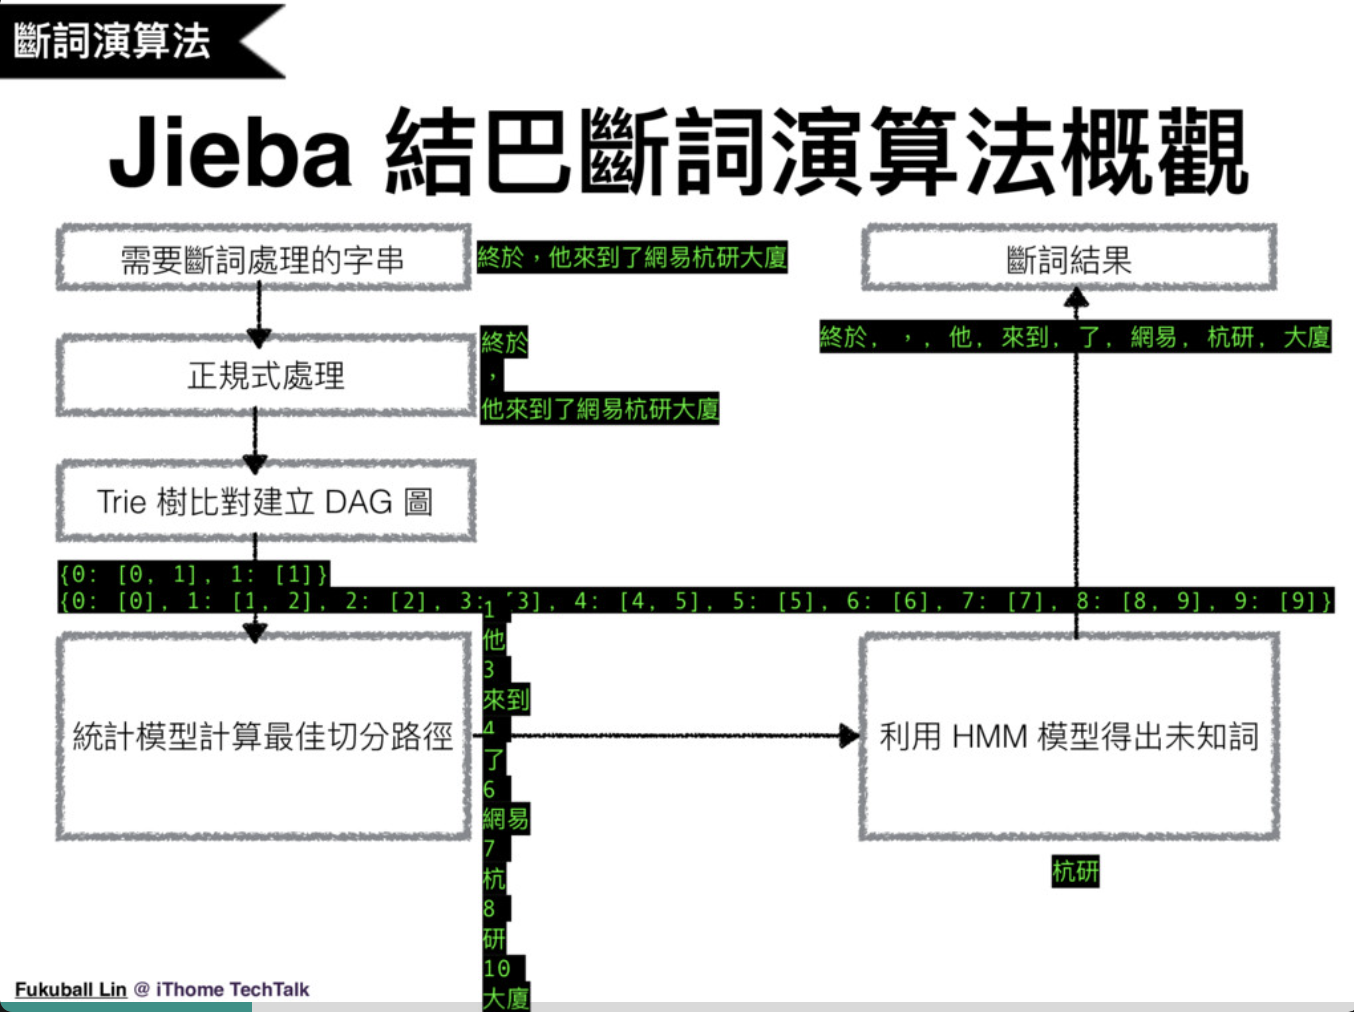 斷詞演算法
Jieba 結巴斷詞演算法概觀
需要斷詞處理的字串
終於，他來到了網易杭研大廈
正規式處理
終於
，
他來到了網易杭研大廈
Trie 樹比對建立 DAG 圖
{0: [0, 1], 1: [1]}
{0: [0], 1: [1, 2], 2: [2], 3: [3], 4: [4, 5], 5: [5], 6: [6], 7: [7], 8: [8, 9], 9: [9]}
統計模型計算最佳切分路徑
1
他
3
來到
4
了
6
網易
7
杭
8
研
10
大廈
利用 HMM 模型得出未知詞
杭研
斷詞結果
終於, ，, 他, 來到, 了, 網易, 杭研, 大廈
Fukuball Lin @ iThome TechTalk